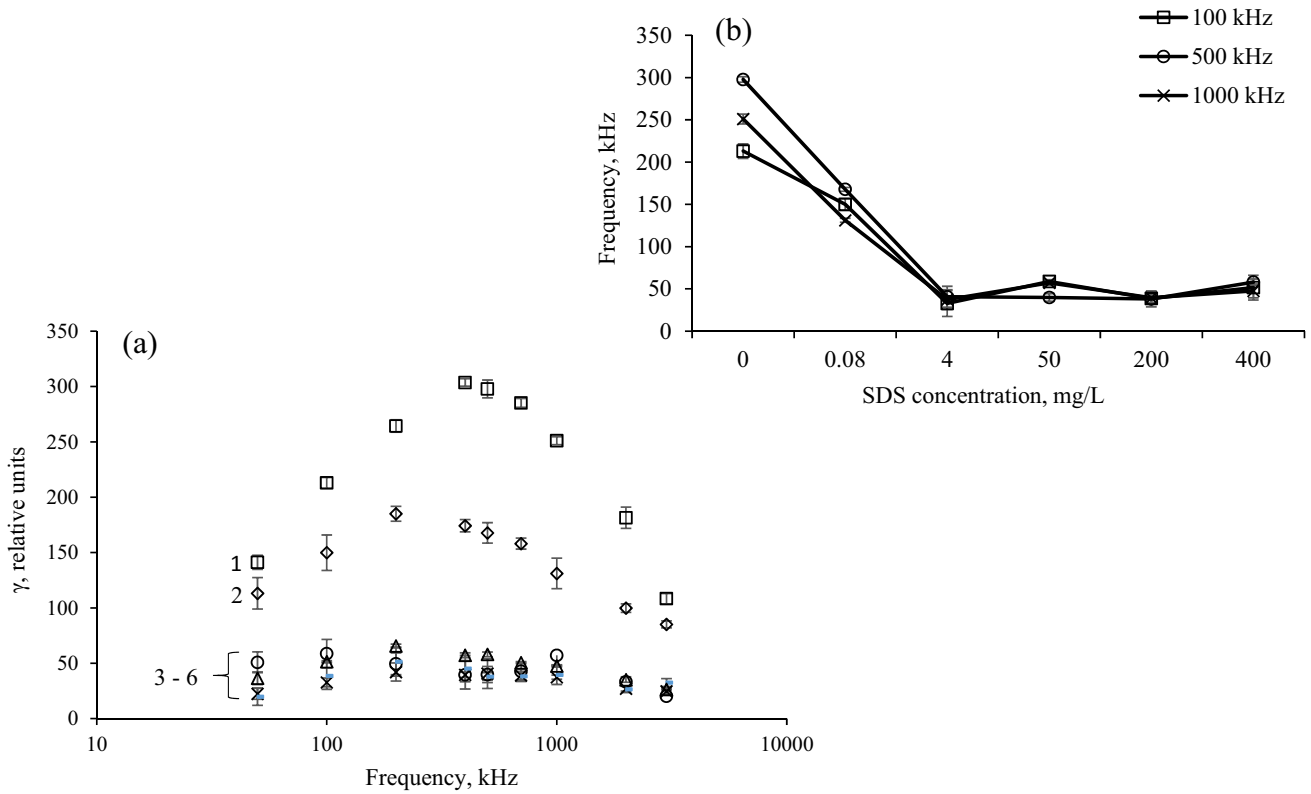 (b)
100 kHz
500 kHz
1000 kHz
350
300
250
200
150
100
50
0
Frequency, kHz
0 0.08 4 50 200 400
SDS concentration, mg/L
(a)
350
300
250
200
150
100
50
0
γ, relative units
1
2
3 - 6
10 100 1000 10000
Frequency, kHz